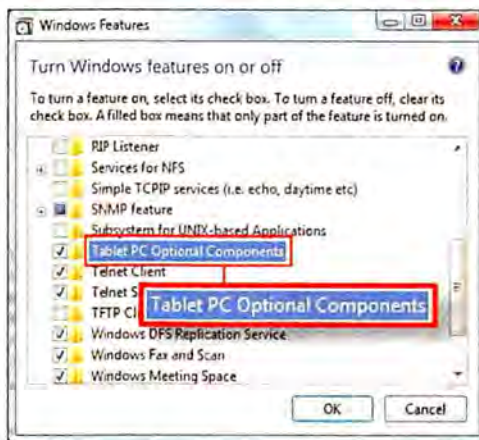 Windows Features
Turn Windows features on or off
To turn a feature on, select its check box. To turn a feature off, clear its
check box. A filled box means that only part of the feature is turned on.
RIP Listener
Services for NFS
Simple TCPIP services (i.e. echo, daytime etc)
SNMP feature
Subsystem for UNIX-based Applications
Tablet PC Optional Components
Telnet Client
Telnet S
Tablet PC Optional Components
TFTP Cl
Windows DFS Replication Service
Windows Fax and Scan
Windows Meeting Space
OK
Cancel